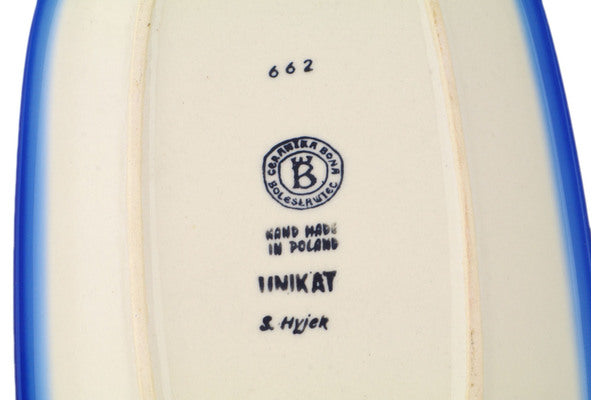 662
CERAMIKA BONA
B
BOLESŁAWIEC
HAND MADE
IN POLAND
UNIKAT
S. Hyjek